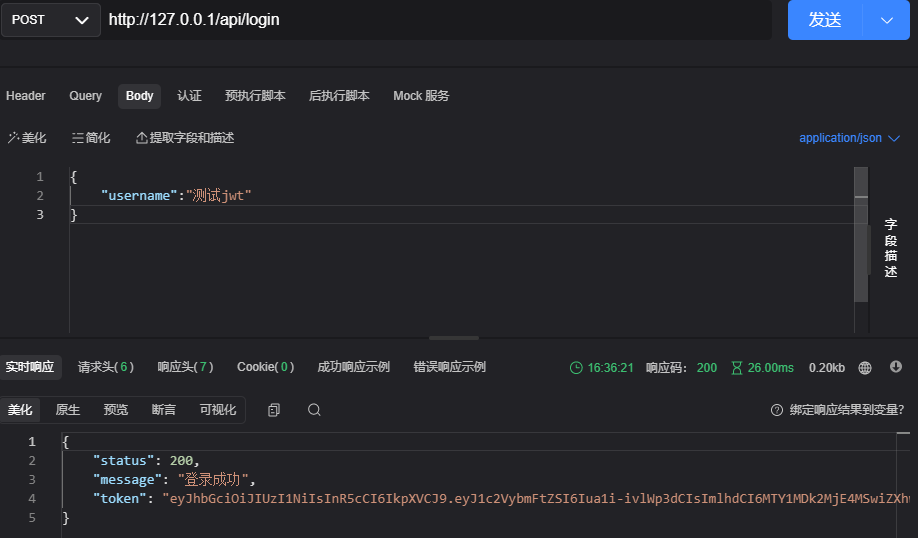 POST http://127.0.0.1/api/login 发送
Header Query Body 认证 预执行脚本 后执行脚本 Mock 服务
美化 简化 提取字段和描述 application/json
1 {
2 "username":"测试jwt"
3 }
字段描述
实时响应 请求头(6) 响应头(7) Cookie(0) 成功响应示例 错误响应示例 16:36:21 响应码: 200 26.00ms 0.20kb
美化 原生 预览 断言 可视化 绑定响应结果到变量?
1 {
2 "status": 200,
3 "message": "登录成功",
4 "token": "eyJhbGciOiJIUzI1NiIsInR5cCI6IkpXVCJ9.eyJ1c2VybmFtZSI6Iua1i-ivlWp3dCIsImlhdCI6MTY1MDk2MjE4MSwiZXh
5 }